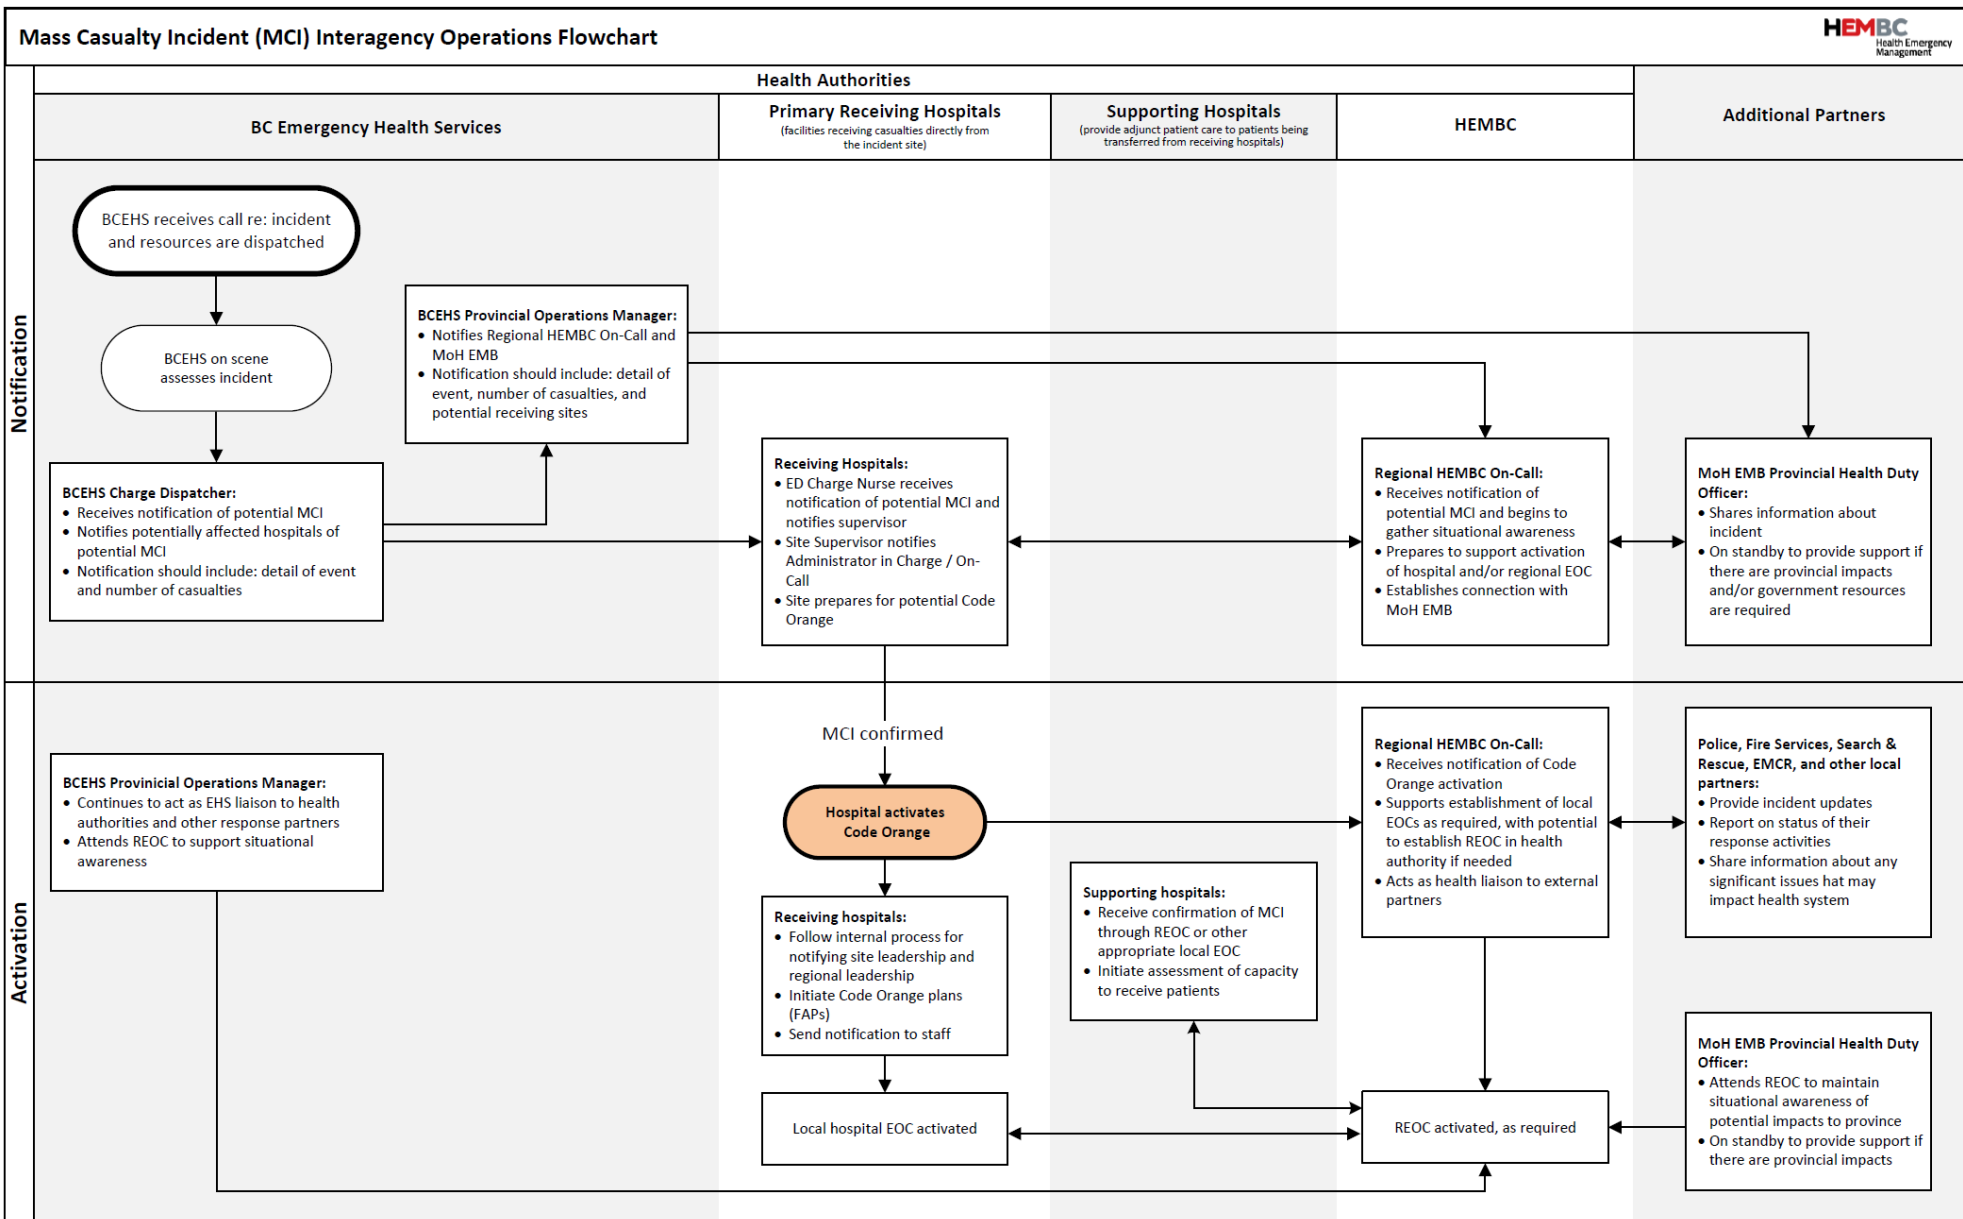 Mass Casualty Incident (MCI) Interagency Operations Flowchart
HEMBC
Health Emergency
Management
Health Authorities
BC Emergency Health Services
Primary Receiving Hospitals
(facilities receiving casualties directly from
the incident site)
Supporting Hospitals
(provide adjunct patient care to patients being
transferred from receiving hospitals)
HEMBC
Additional Partners
Notification
BCEHS receives call re: incident
and resources are dispatched
BCEHS on scene
assesses incident
BCEHS Charge Dispatcher:
• Receives notification of potential MCI
• Notifies potentially affected hospitals of
potential MCI
• Notification should include: detail of event
and number of casualties
BCEHS Provincial Operations Manager:
• Notifies Regional HEMBC On-Call and
MoH EMB
• Notification should include: detail of
event, number of casualties, and
potential receiving sites
Receiving Hospitals:
• ED Charge Nurse receives
notification of potential MCI and
notifies supervisor
• Site Supervisor notifies
Administrator in Charge / On-
Call
• Site prepares for potential Code
Orange
Regional HEMBC On-Call:
• Receives notification of
potential MCI and begins to
gather situational awareness
• Prepares to support activation
of hospital and/or regional EOC
• Establishes connection with
MoH EMB
MoH EMB Provincial Health Duty
Officer:
• Shares information about
incident
• On standby to provide support if
there are provincial impacts
and/or government resources
are required
Activation
BCEHS Provinicial Operations Manager:
• Continues to act as EHS liaison to health
authorities and other response partners
• Attends REOC to support situational
awareness
MCI confirmed
Hospital activates
Code Orange
Receiving hospitals:
• Follow internal process for
notifying site leadership and
regional leadership
• Initiate Code Orange plans
(FAPs)
• Send notification to staff
Local hospital EOC activated
Supporting hospitals:
• Receive confirmation of MCI
through REOC or other
appropriate local EOC
• Initiate assessment of capacity
to receive patients
Regional HEMBC On-Call:
• Receives notification of Code
Orange activation
• Supports establishment of local
EOCs as required, with potential
to establish REOC in health
authority if needed
• Acts as health liaison to external
partners
REOC activated, as required
Police, Fire Services, Search &
Rescue, EMCR, and other local
partners:
• Provide incident updates
• Report on status of their
response activities
• Share information about any
significant issues hat may
impact health system
MoH EMB Provincial Health Duty
Officer:
• Attends REOC to maintain
situational awareness of
potential impacts to province
• On standby to provide support if
there are provincial impacts